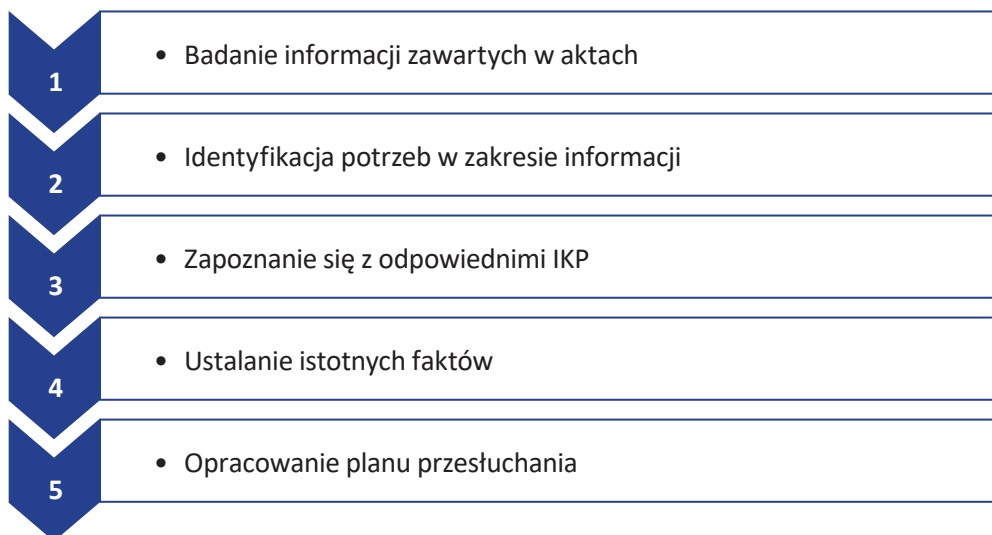 1
• Badanie informacji zawartych w aktach
2
• Identyfikacja potrzeb w zakresie informacji
3
• Zapoznanie się z odpowiednimi IKP
4
• Ustalanie istotnych faktów
5
• Opracowanie planu przesłuchania